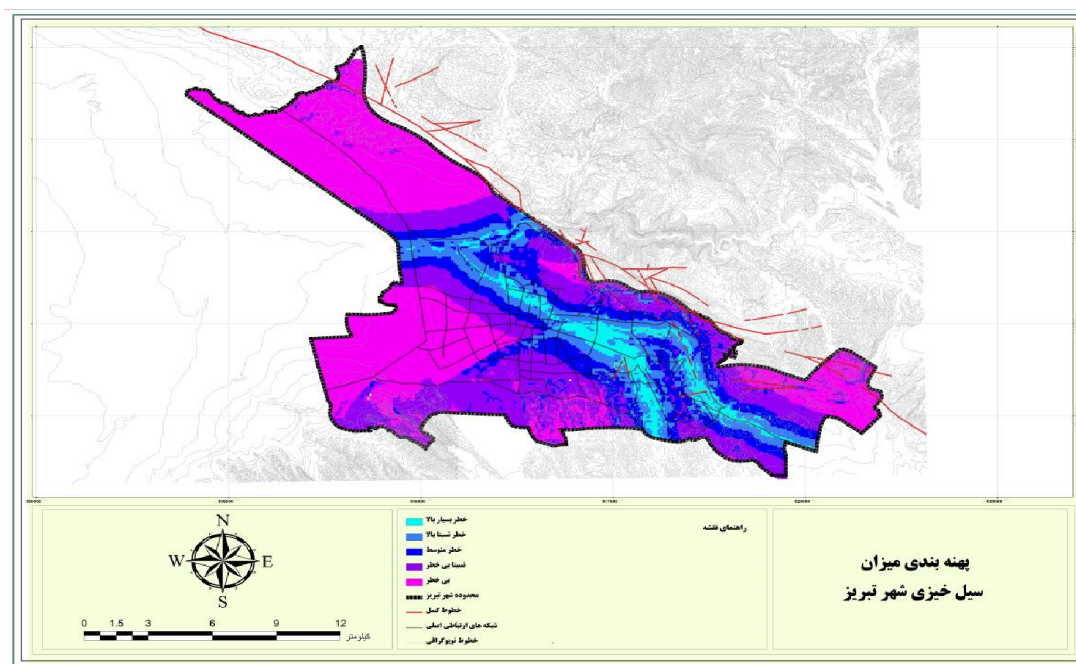 N
W
E
S
0 1.5 3 6 9 12
کیلومتر
خطر بسیار بالا
خطر نسبتا بالا
خطر متوسط
نسبتا بی خطر
بی خطر
محدوده شهر تبریز
خطوط گسل
شبکه های ارتباطی اصلی
خطوط توپوگرافی
راهنمای نقشه
پهنه بندی میزان
سیل خیزی شهر تبریز